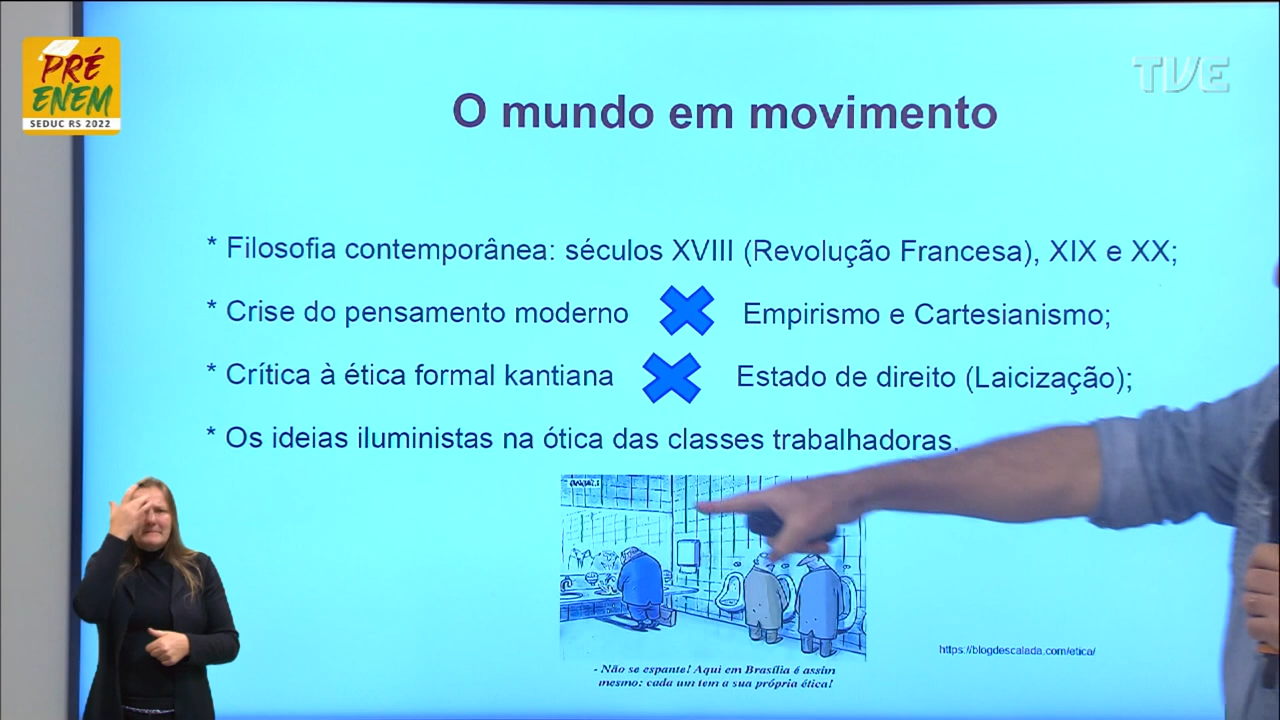 PRÉ
ENEM
SEDUC RS 2022
TVE
O mundo em movimento
* Filosofia contemporânea: séculos XVIII (Revolução Francesa), XIX e XX;
* Crise do pensamento moderno Empirismo e Cartesianismo;
* Crítica à ética formal kantiana Estado de direito (Laicização);
* Os ideias iluministas na ótica das classes trabalhadoras.
https://blogdescalada.com/etica/
- Não se espante! Aqui em Brasília é assim
mesmo: cada um tem a sua própria ética!